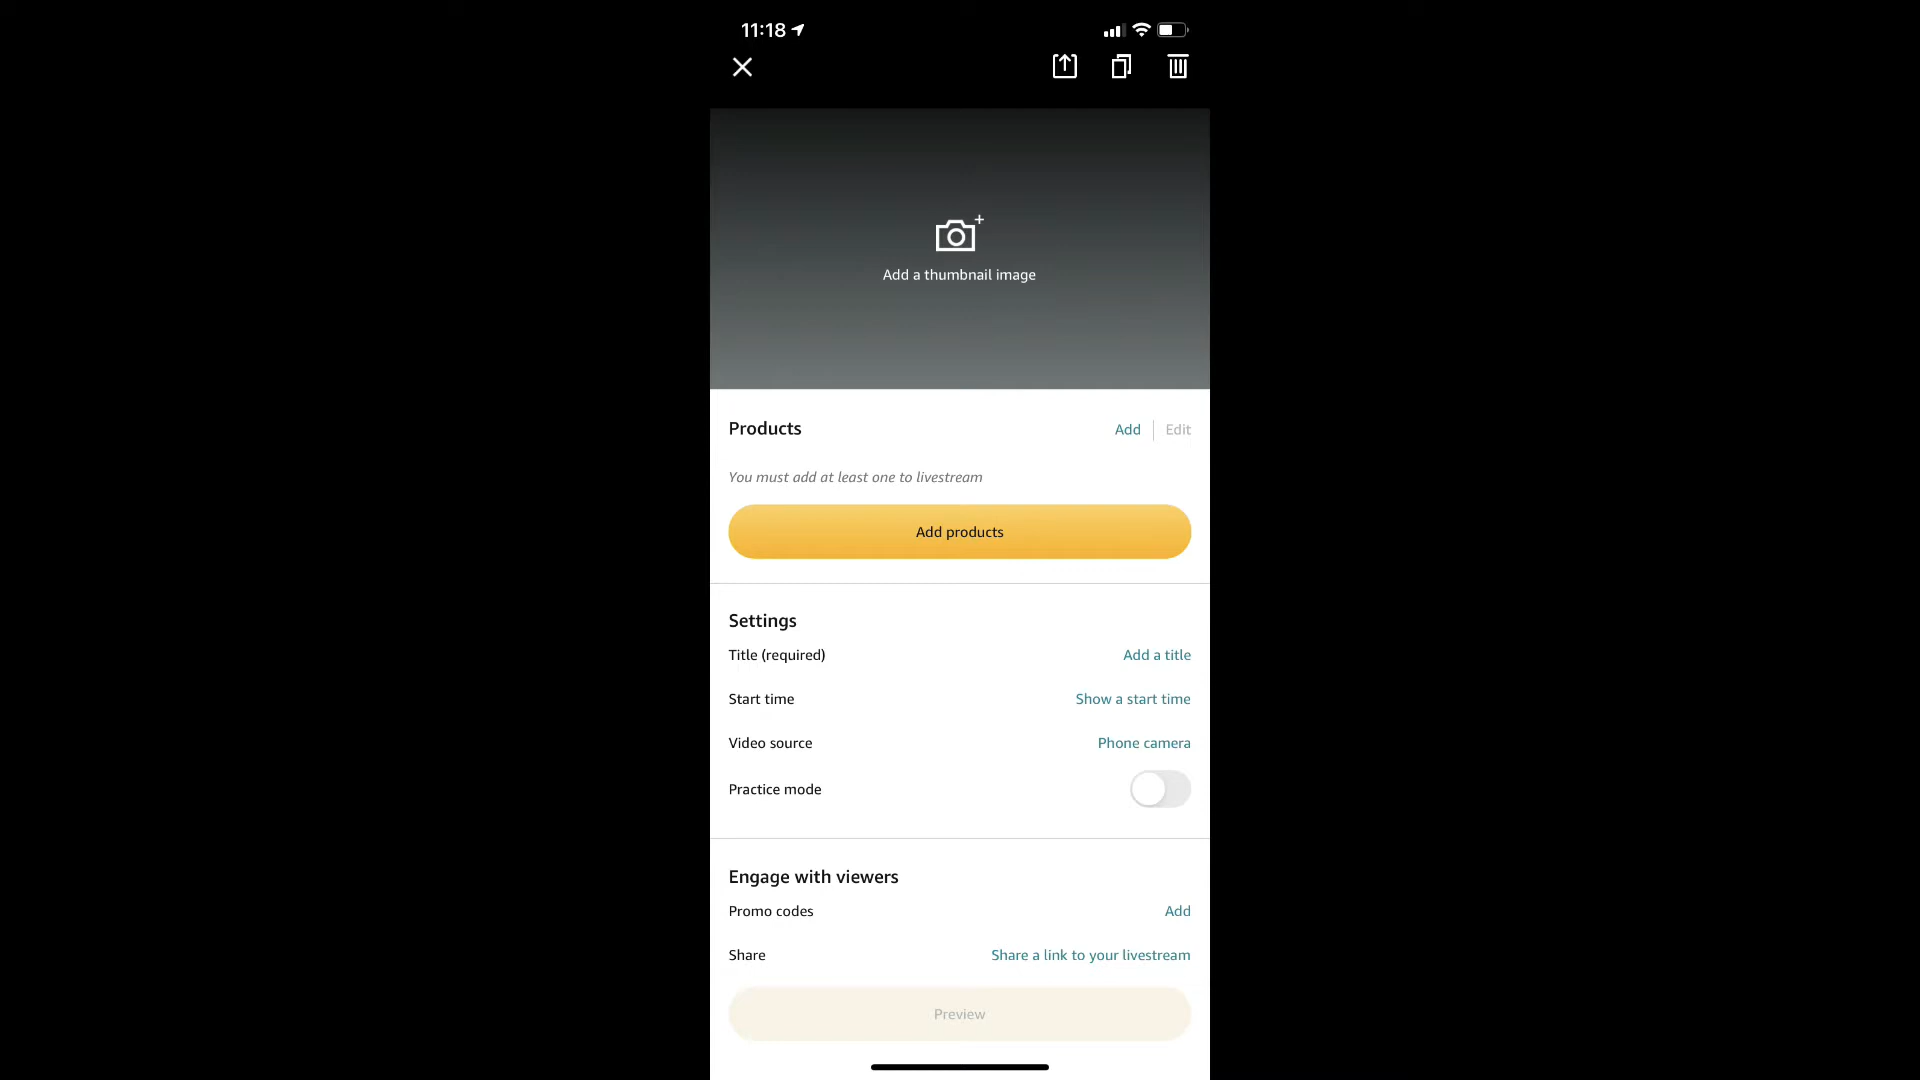 11:18
Add a thumbnail image
Products
Add
Edit
You must add at least one to livestream
Add products
Settings
Title (required)
Add a title
Start time
Show a start time
Video source
Phone camera
Practice mode
Engage with viewers
Promo codes
Add
Share
Share a link to your livestream
Preview